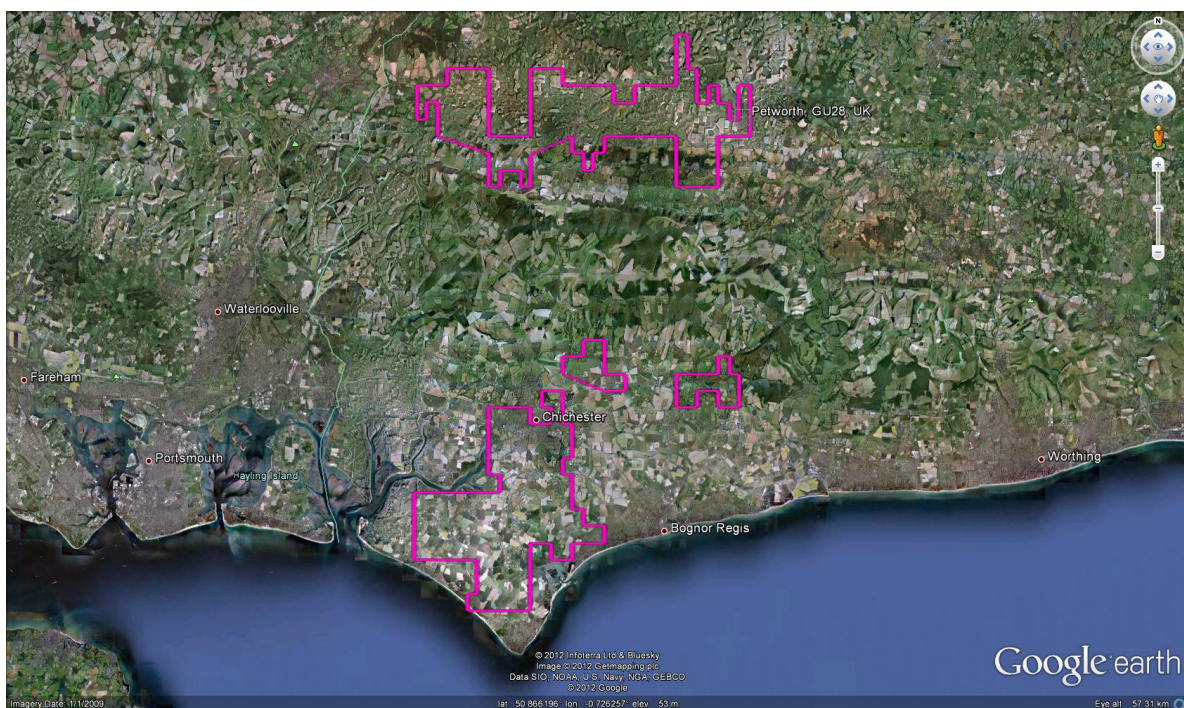 N
Petworth, GU28, UK
Waterlooville
Fareham
Chichester
Portsmouth
Hayling Island
Worthing
Bognor Regis
© 2012 Infoterra Ltd & Bluesky
Image © 2012 Getmapping plc
Data SIO, NOAA, U.S. Navy, NGA, GEBCO
© 2012 Google
Google earth
Imagery Date: 1/1/2009
lat 50.866196° lon -0.726257° elev 53 m
Eye alt 57.31 km